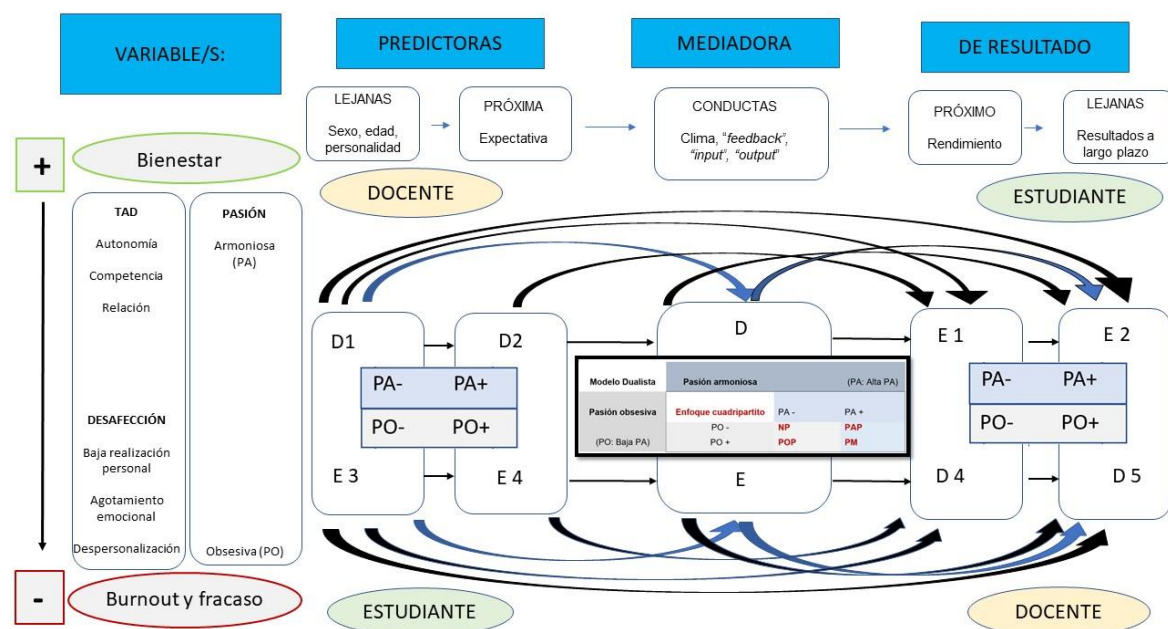 VARIABLE/S:
PREDICTORAS
MEDIADORA
DE RESULTADO
LEJANAS
Sexo, edad,
personalidad
PRÓXIMA
Expectativa
CONDUCTAS
Clima, "feedback",
"input", "output"
PRÓXIMO
Rendimiento
LEJANAS
Resultados a
largo plazo
+
Bienestar
DOCENTE
ESTUDIANTE
TAD
Autonomía
Competencia
Relación
DESAFECCIÓN
Baja realización
personal
Agotamiento
emocional
Despersonalización
PASIÓN
Armoniosa
(PA)
Obsesiva (PO)
-
Burnout y fracaso
D1
D2
D
E 1
E 2
PA-
PA+
PO-
PO+
Modelo Dualista
Pasión armoniosa
(PA: Alta PA)
Pasión obsesiva
Enfoque cuadripartito
PA -
PA +
PO -
NP
PAP
(PO: Baja PA)
PO +
POP
PM
PA-
PA+
PO-
PO+
E 3
E 4
E
D 4
D 5
ESTUDIANTE
DOCENTE